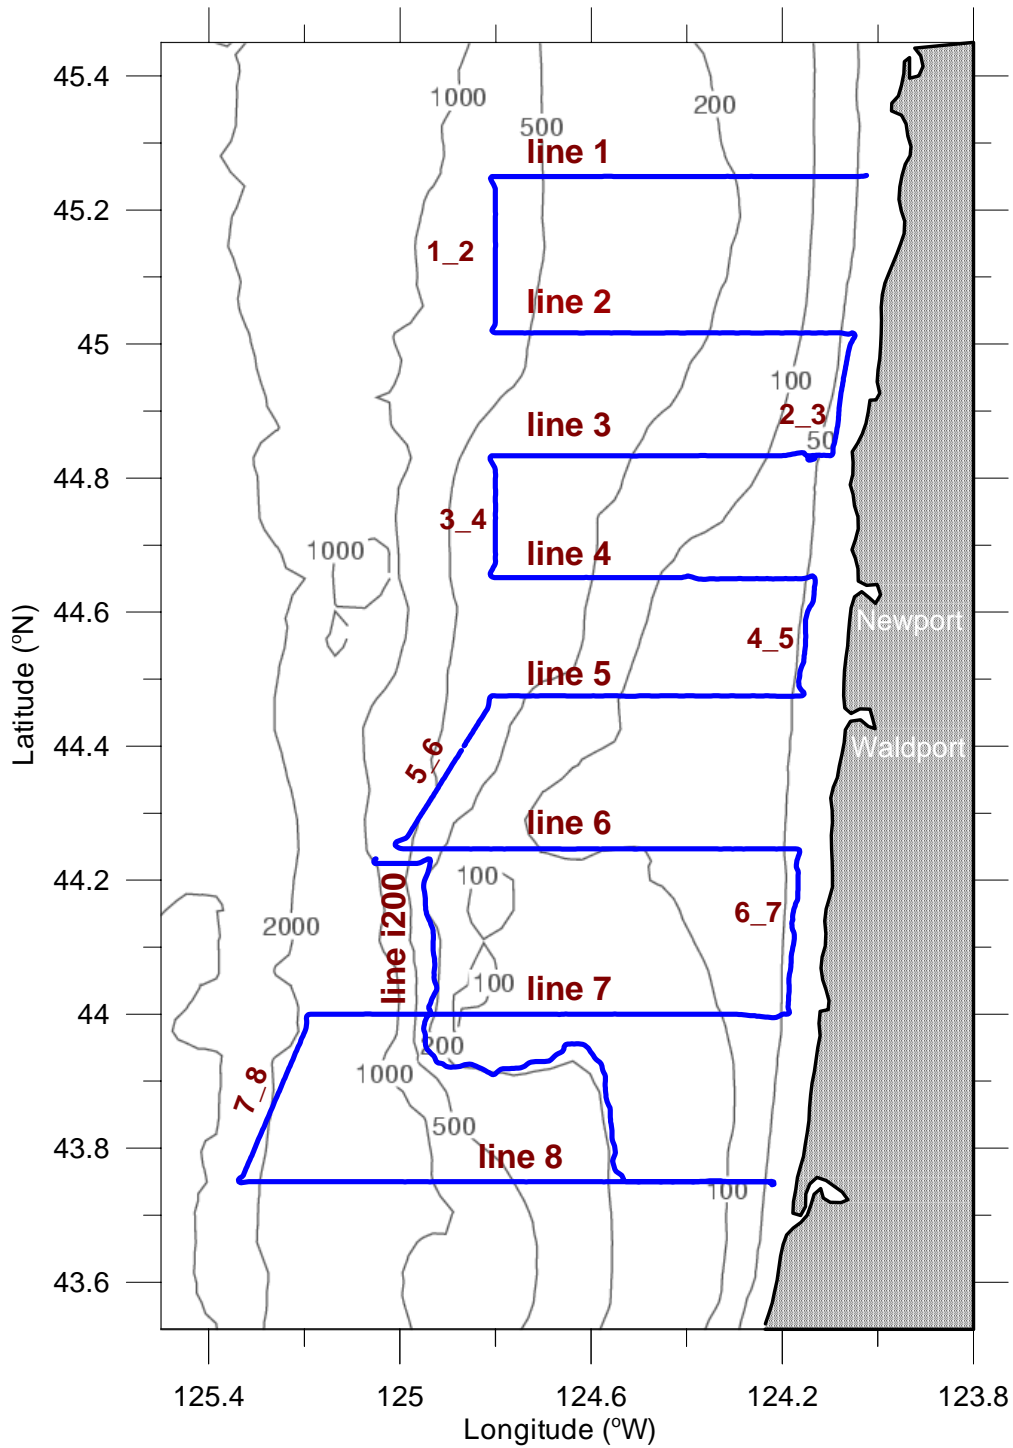 45.4
1000
200
500
line 1
45.2
1_2
line 2
45
100
2_3
line 3
50
44.8
3_4
1000
line 4
44.6
Newport
4_5
line 5
44.4
Waldport
5_6
line 6
44.2
100
line i200
6_7
2000
100
line 7
44
200
1000
7_8
500
43.8
line 8
100
43.6
125.4
125
124.6
124.2
123.8
Longitude (°W)
Latitude (°N)